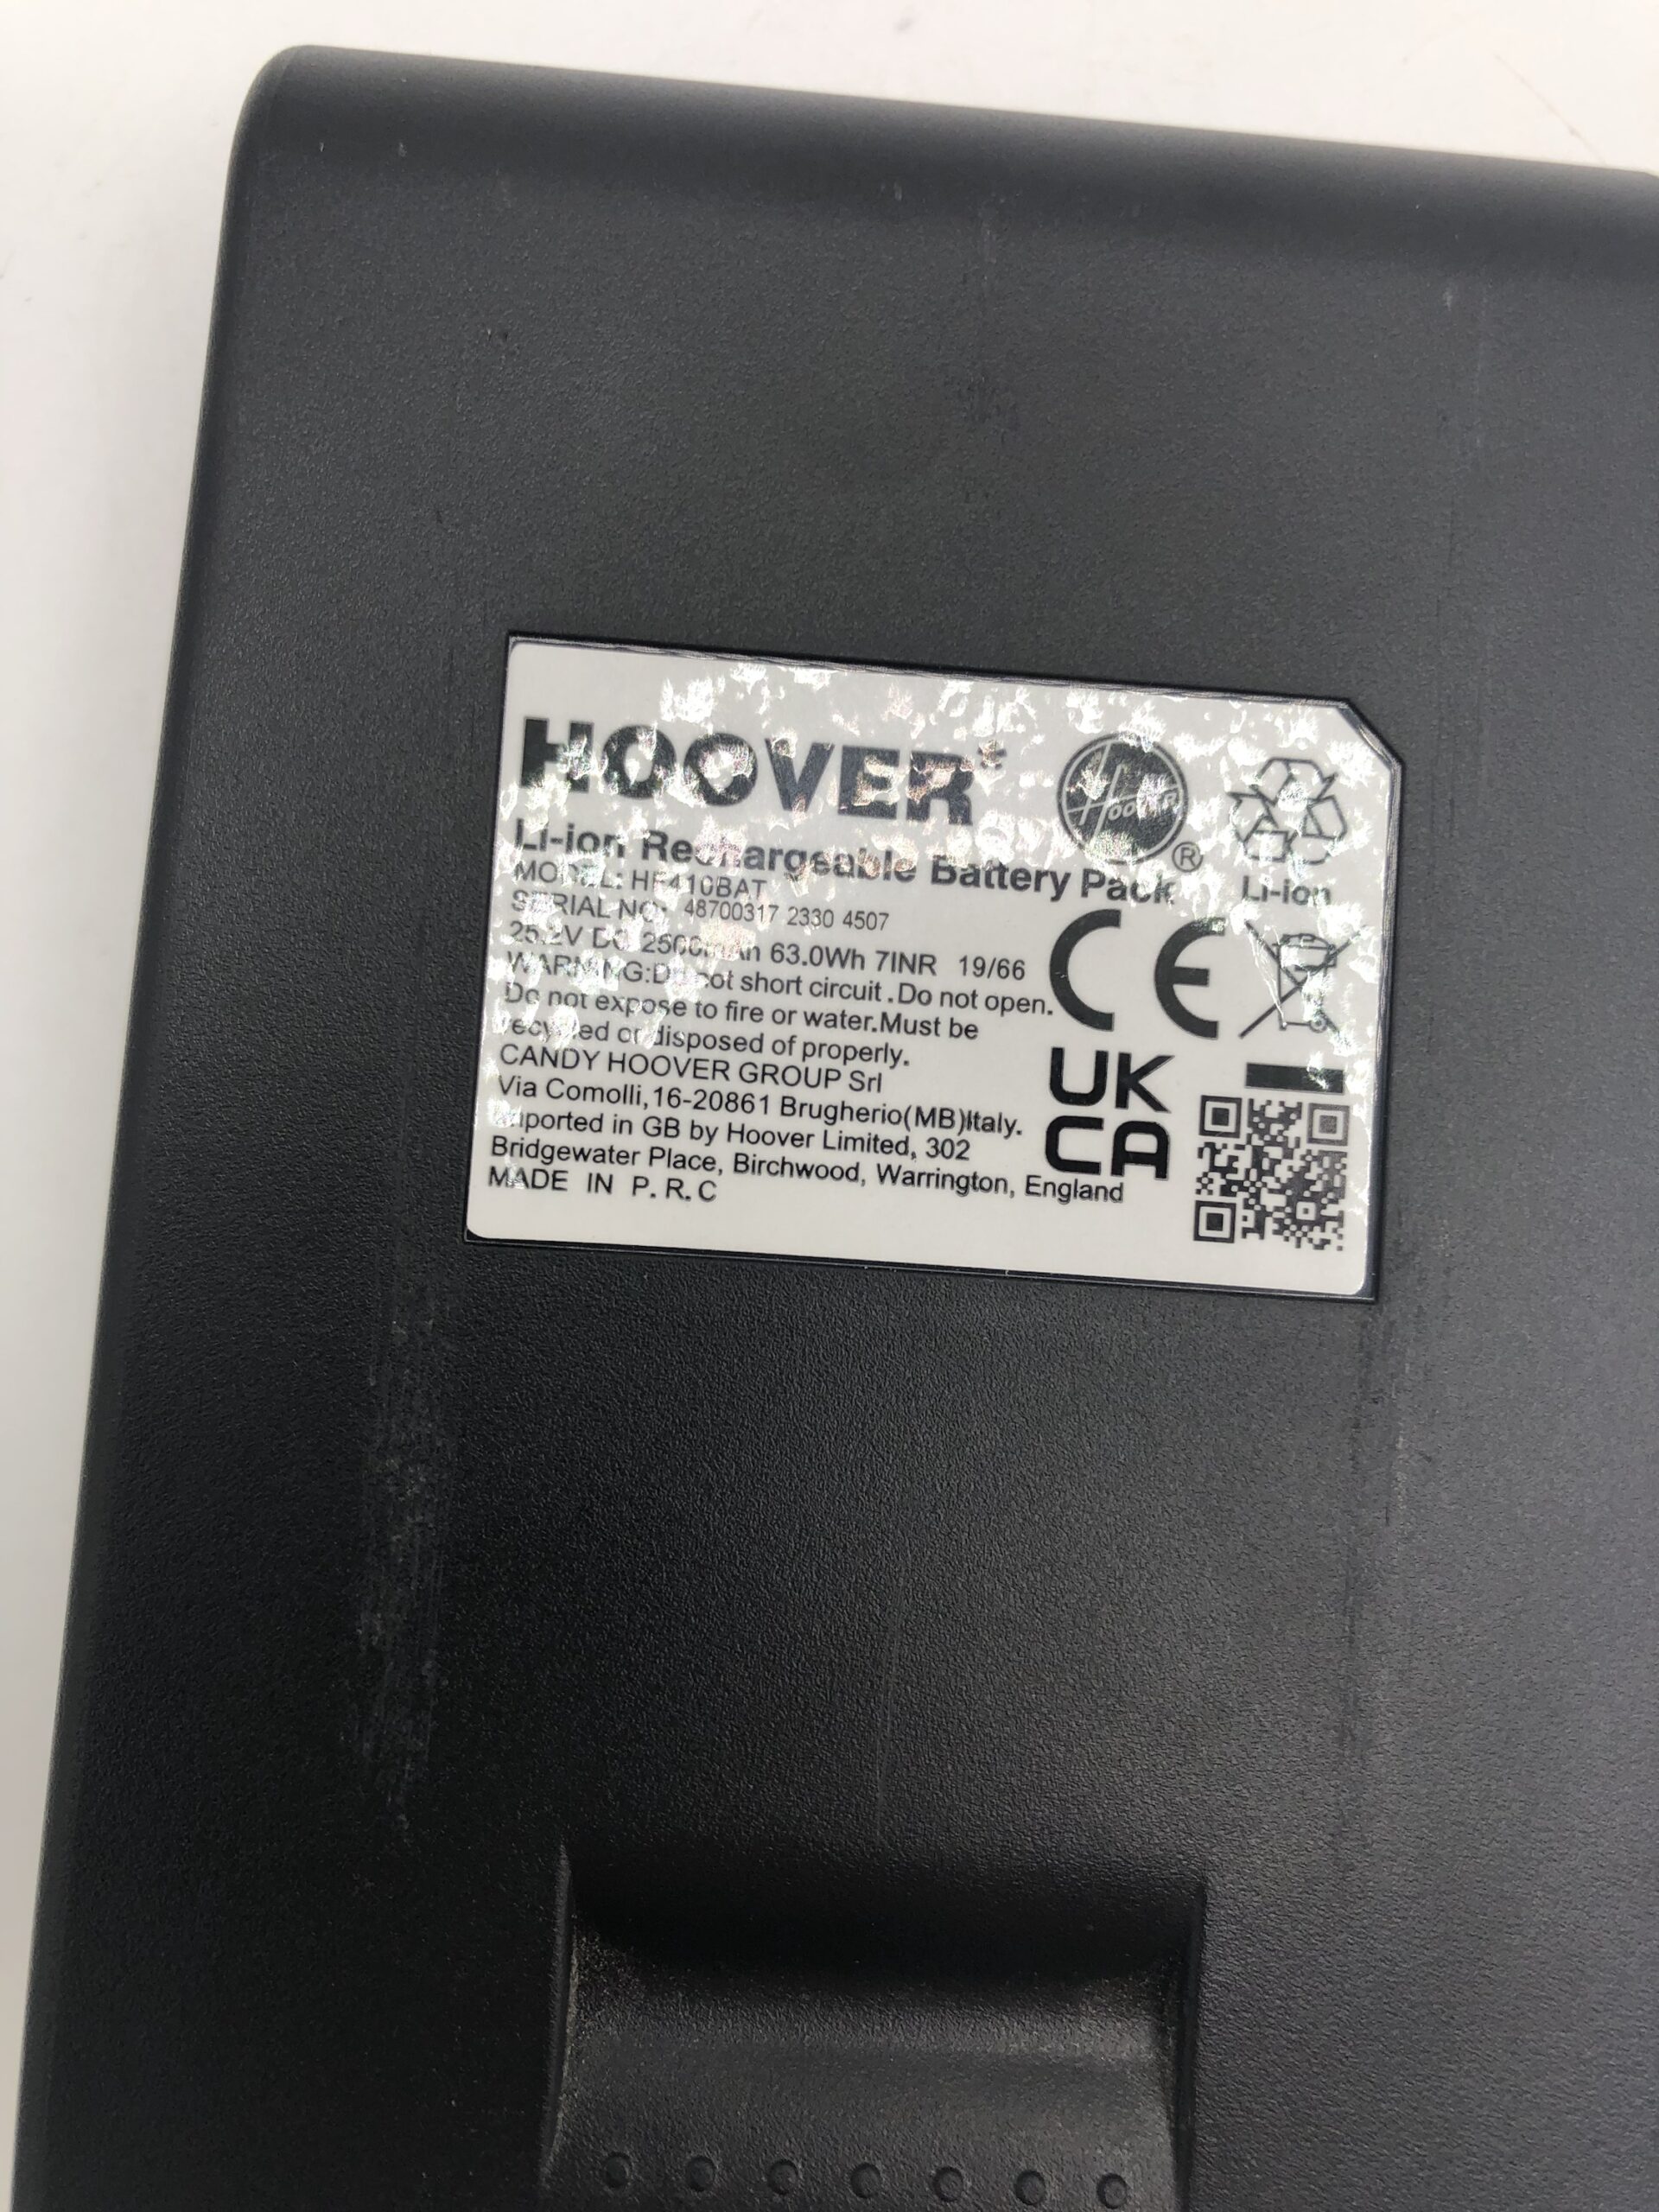 HOOVER
HOOVER ®
Li-ion Rechargeable Battery Pack
Li-ion
MODEL: HF410BAT
SERIAL NO: 48700317 2330 4507
25.2V DC 2500mAh 63.0Wh 7INR 19/66
WARNING:Do not short circuit.Do not open.
Do not expose to fire or water.Must be
recycled or disposed of properly.
CANDY HOOVER GROUP Srl
Via Comolli,16-20861 Brugherio(MB)Italy.
Imported in GB by Hoover Limited, 302
Bridgewater Place, Birchwood, Warrington, England
MADE IN P.R.C
CE
UK
CA